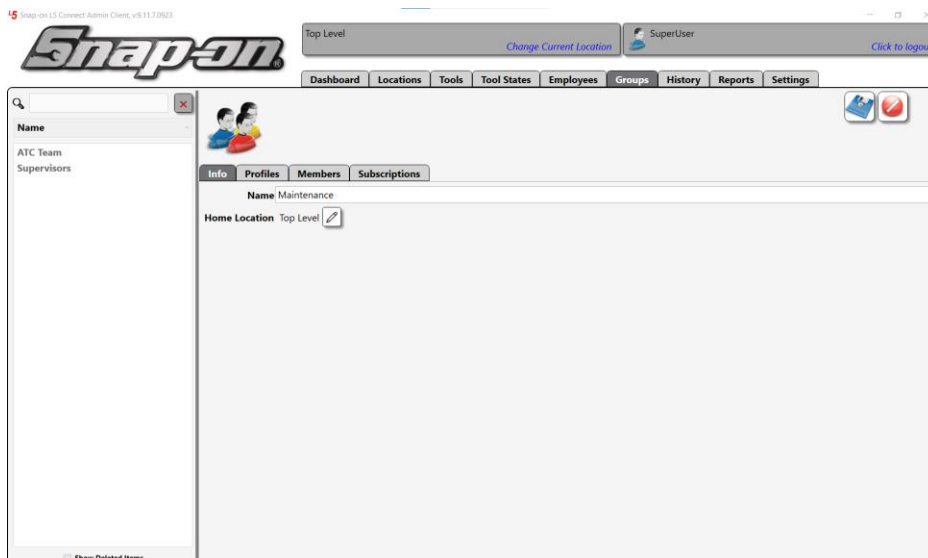 L5 Snap-on L5 Connect Admin Client, v:9.11.7.0923
Snap-on
Top Level
Change Current Location
SuperUser
Click to logou
Dashboard Locations Tools Tool States Employees Groups History Reports Settings
Name
ATC Team
Supervisors
Info Profiles Members Subscriptions
Name Maintenance
Home Location Top Level
Show Deleted Items